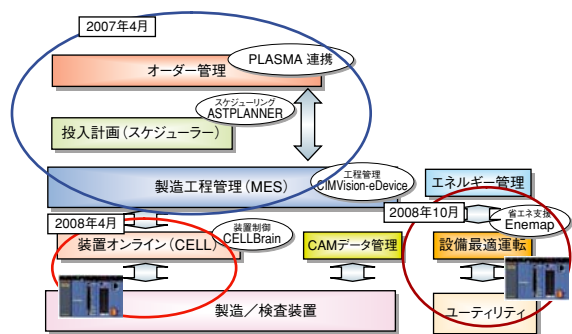 2007年4月
オーダー管理
PLASMA 連携
スケジューリング
ASTPLANNER
投入計画(スケジューラー)
製造工程管理(MES)
工程管理
CIMVision-eDevice
エネルギー管理
2008年4月
2008年10月
装置オンライン(CELL)
装置制御
CELLBrain
CAMデータ管理
設備最適運転
省エネ支援
Enemap
製造/検査装置
ユーティリティ